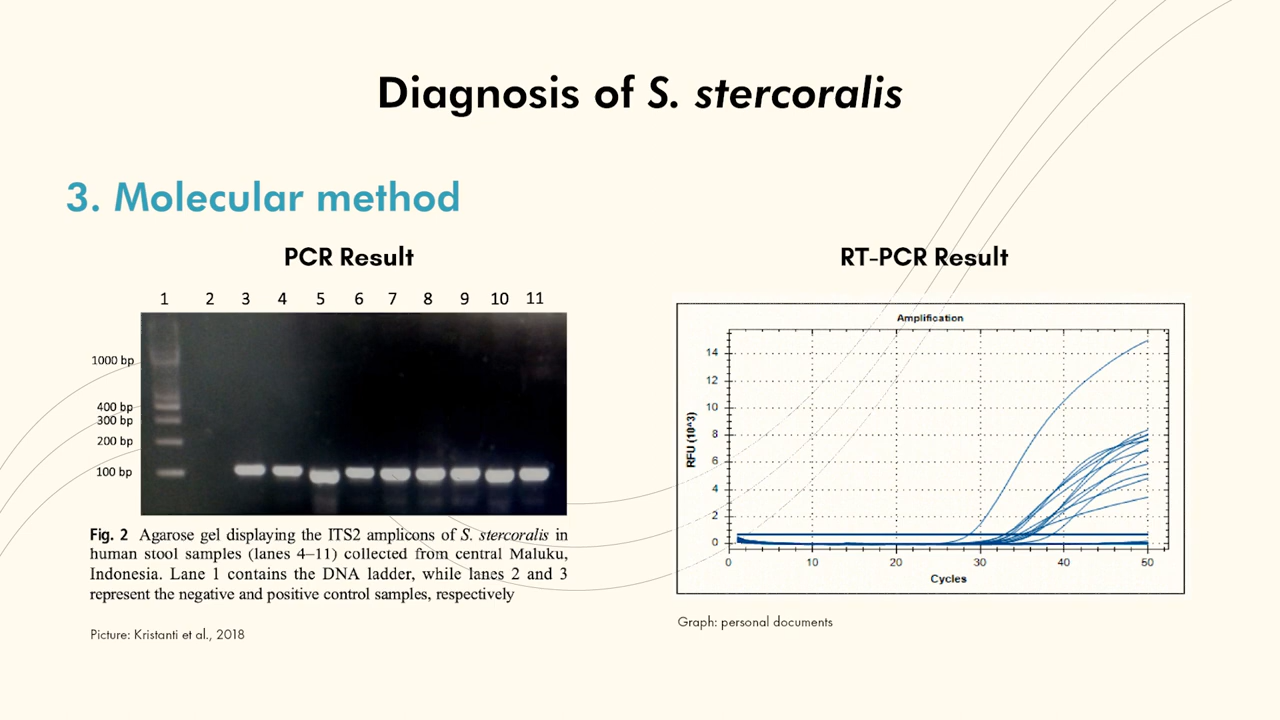 Diagnosis of S. stercoralis
3. Molecular method
PCR Result
1 2 3 4 5 6 7 8 9 10 11
1000 bp
400 bp
300 bp
200 bp
100 bp
Fig. 2 Agarose gel displaying the ITS2 amplicons of S. stercoralis in
human stool samples (lanes 4–11) collected from central Maluku,
Indonesia. Lane 1 contains the DNA ladder, while lanes 2 and 3
represent the negative and positive control samples, respectively
Picture: Kristanti et al., 2018
RT-PCR Result
Amplification
RFU (10^3)
14
12
10
8
6
4
2
0
0 10 20 30 40 50
Cycles
Graph: personal documents